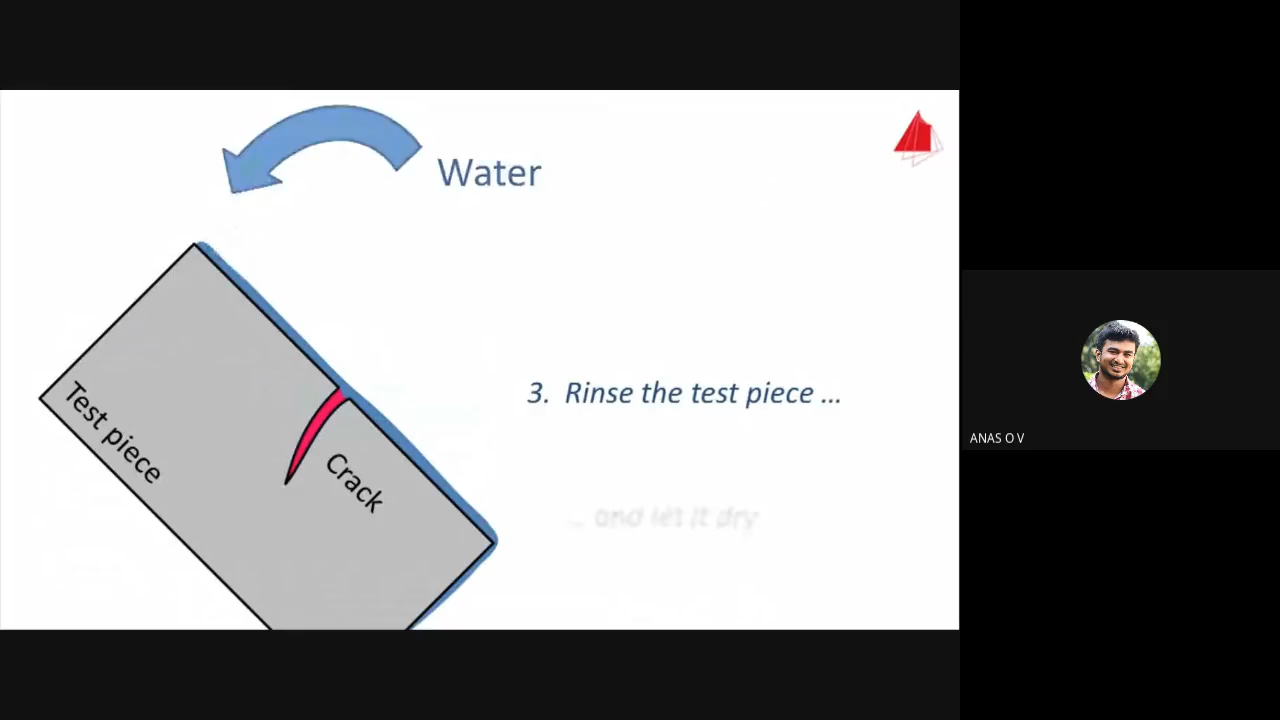 Water
3. Rinse the test piece ...
Test piece
Crack
... and let it dry
ANAS O V